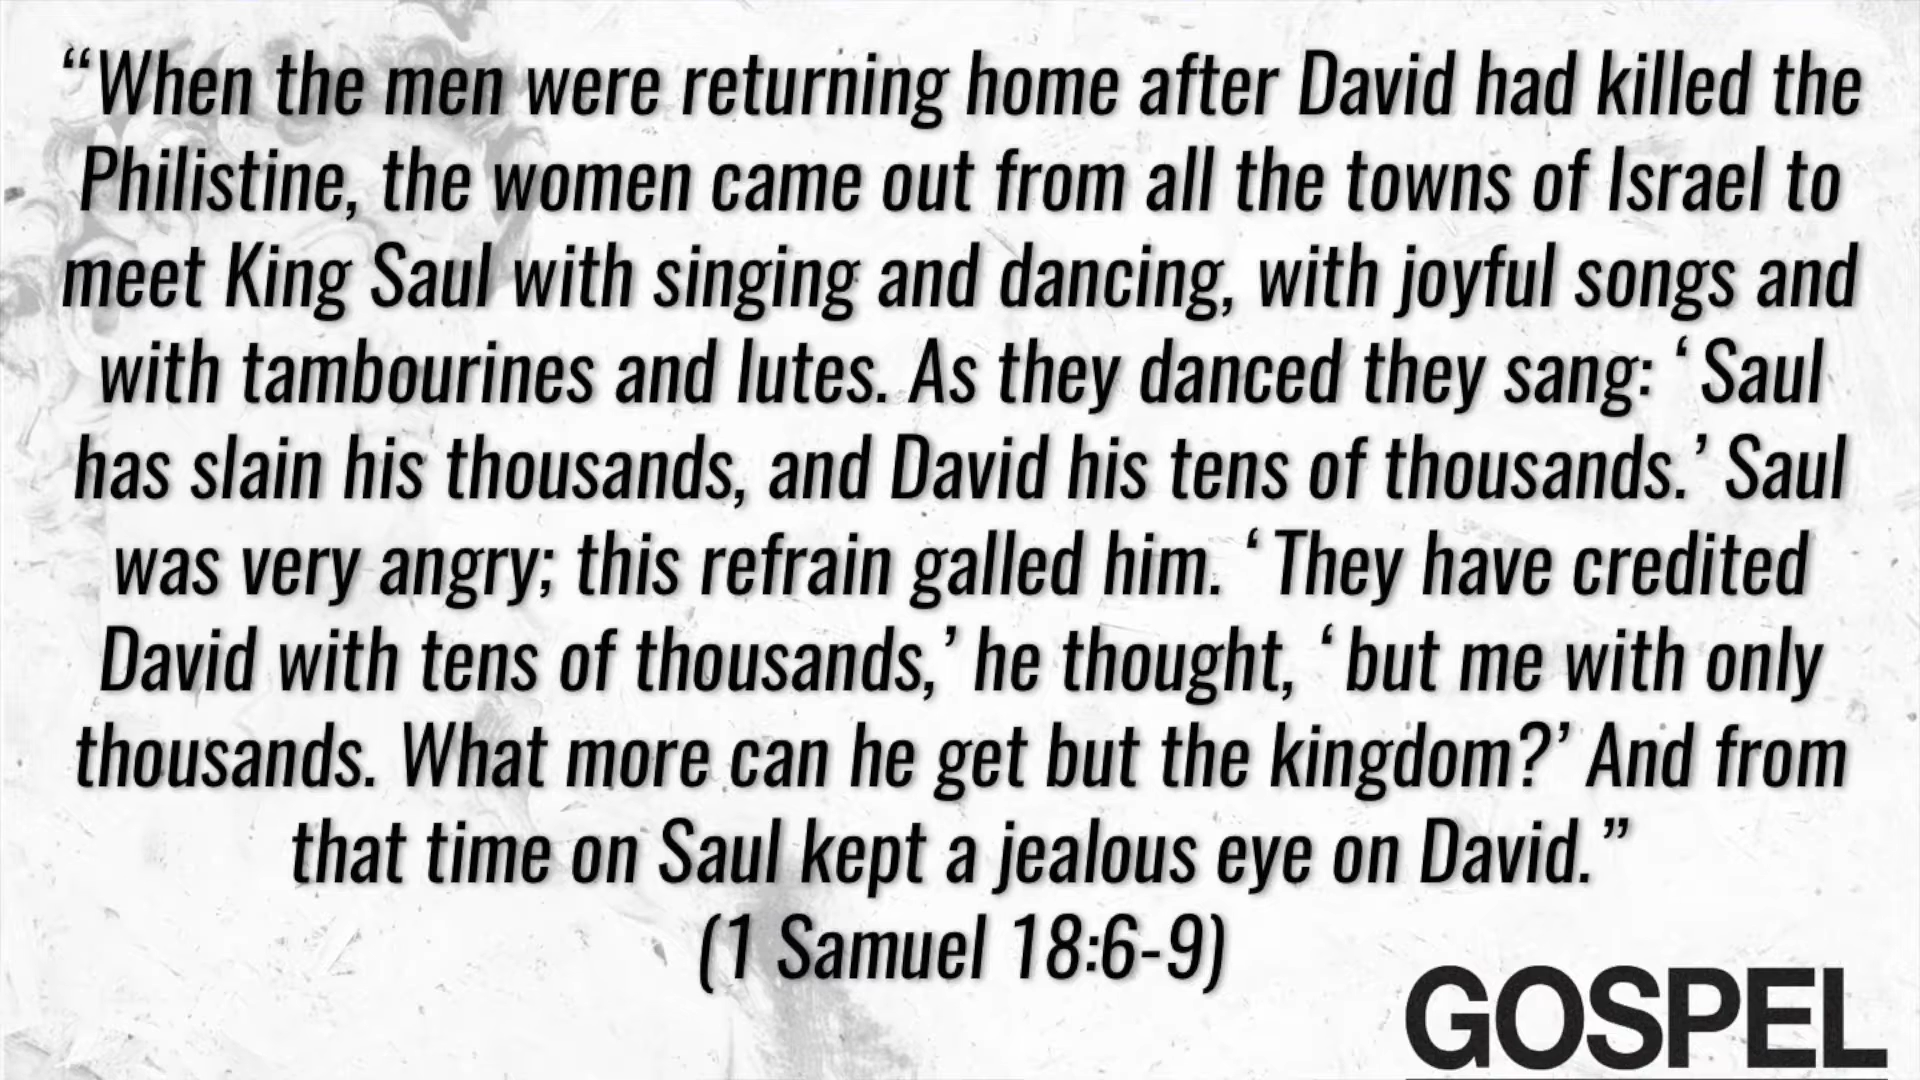 “When the men were returning home after David had killed the
Philistine, the women came out from all the towns of Israel to
meet King Saul with singing and dancing, with joyful songs and
with tambourines and lutes. As they danced they sang: ‘Saul
has slain his thousands, and David his tens of thousands.’ Saul
was very angry; this refrain galled him. ‘They have credited
David with tens of thousands,’ he thought, ‘but me with only
thousands. What more can he get but the kingdom?’ And from
that time on Saul kept a jealous eye on David.”
(1 Samuel 18:6-9)
GOSPEL